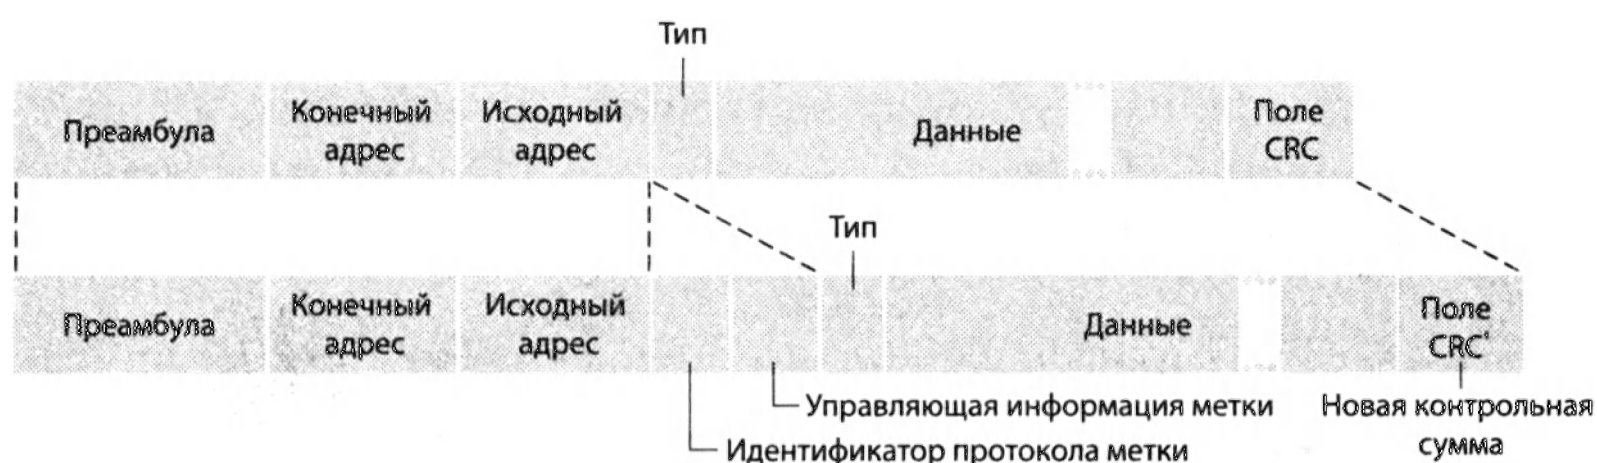 Тип
Преамбула
Конечный
адрес
Исходный
адрес
Данные
Поле
CRC
Тип
Преамбула
Конечный
адрес
Исходный
адрес
Данные
Поле
CRC'
Управляющая информация метки
Идентификатор протокола метки
Новая контрольная
сумма